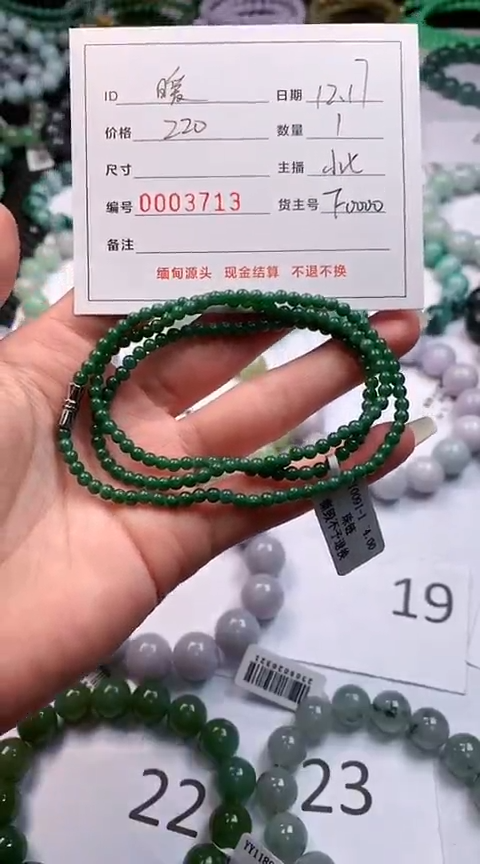 ID 暖 日期 12.17
价格 220 数量 1
尺寸 主播 小北
编号 0003713 货主号 F0000
备注
缅甸源头 现金结算 不退不换
19
22
23